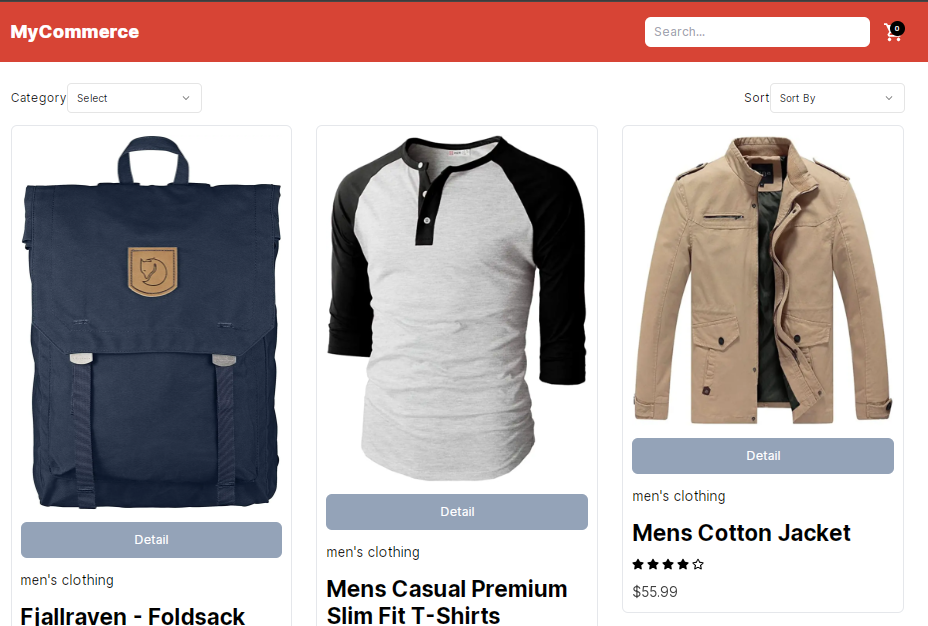 MyCommerce
Search...
0
Category
Select
Sort
Sort By
Detail
men's clothing
Fjallraven - Foldsack
Detail
men's clothing
Mens Casual Premium
Slim Fit T-Shirts
Detail
men's clothing
Mens Cotton Jacket
$55.99